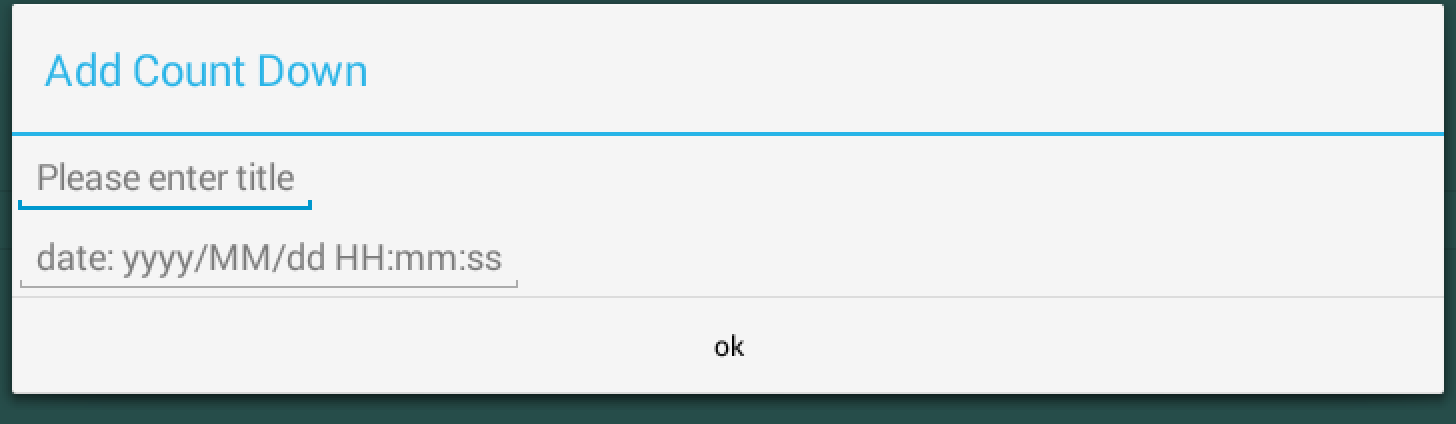 Add Count Down
Please enter title
date: yyyy/MM/dd HH:mm:ss
ok